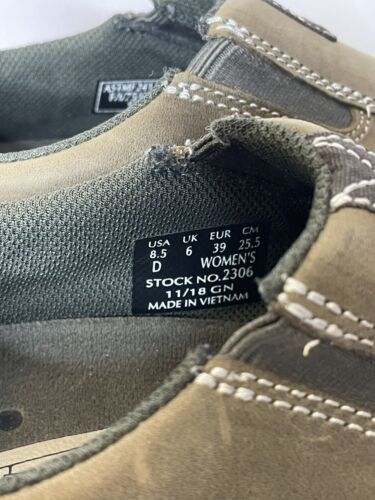 USA UK EUR CM
8.5 6 39 25.5
D WOMEN'S
STOCK NO.2306
11/18 GN
MADE IN VIETNAM